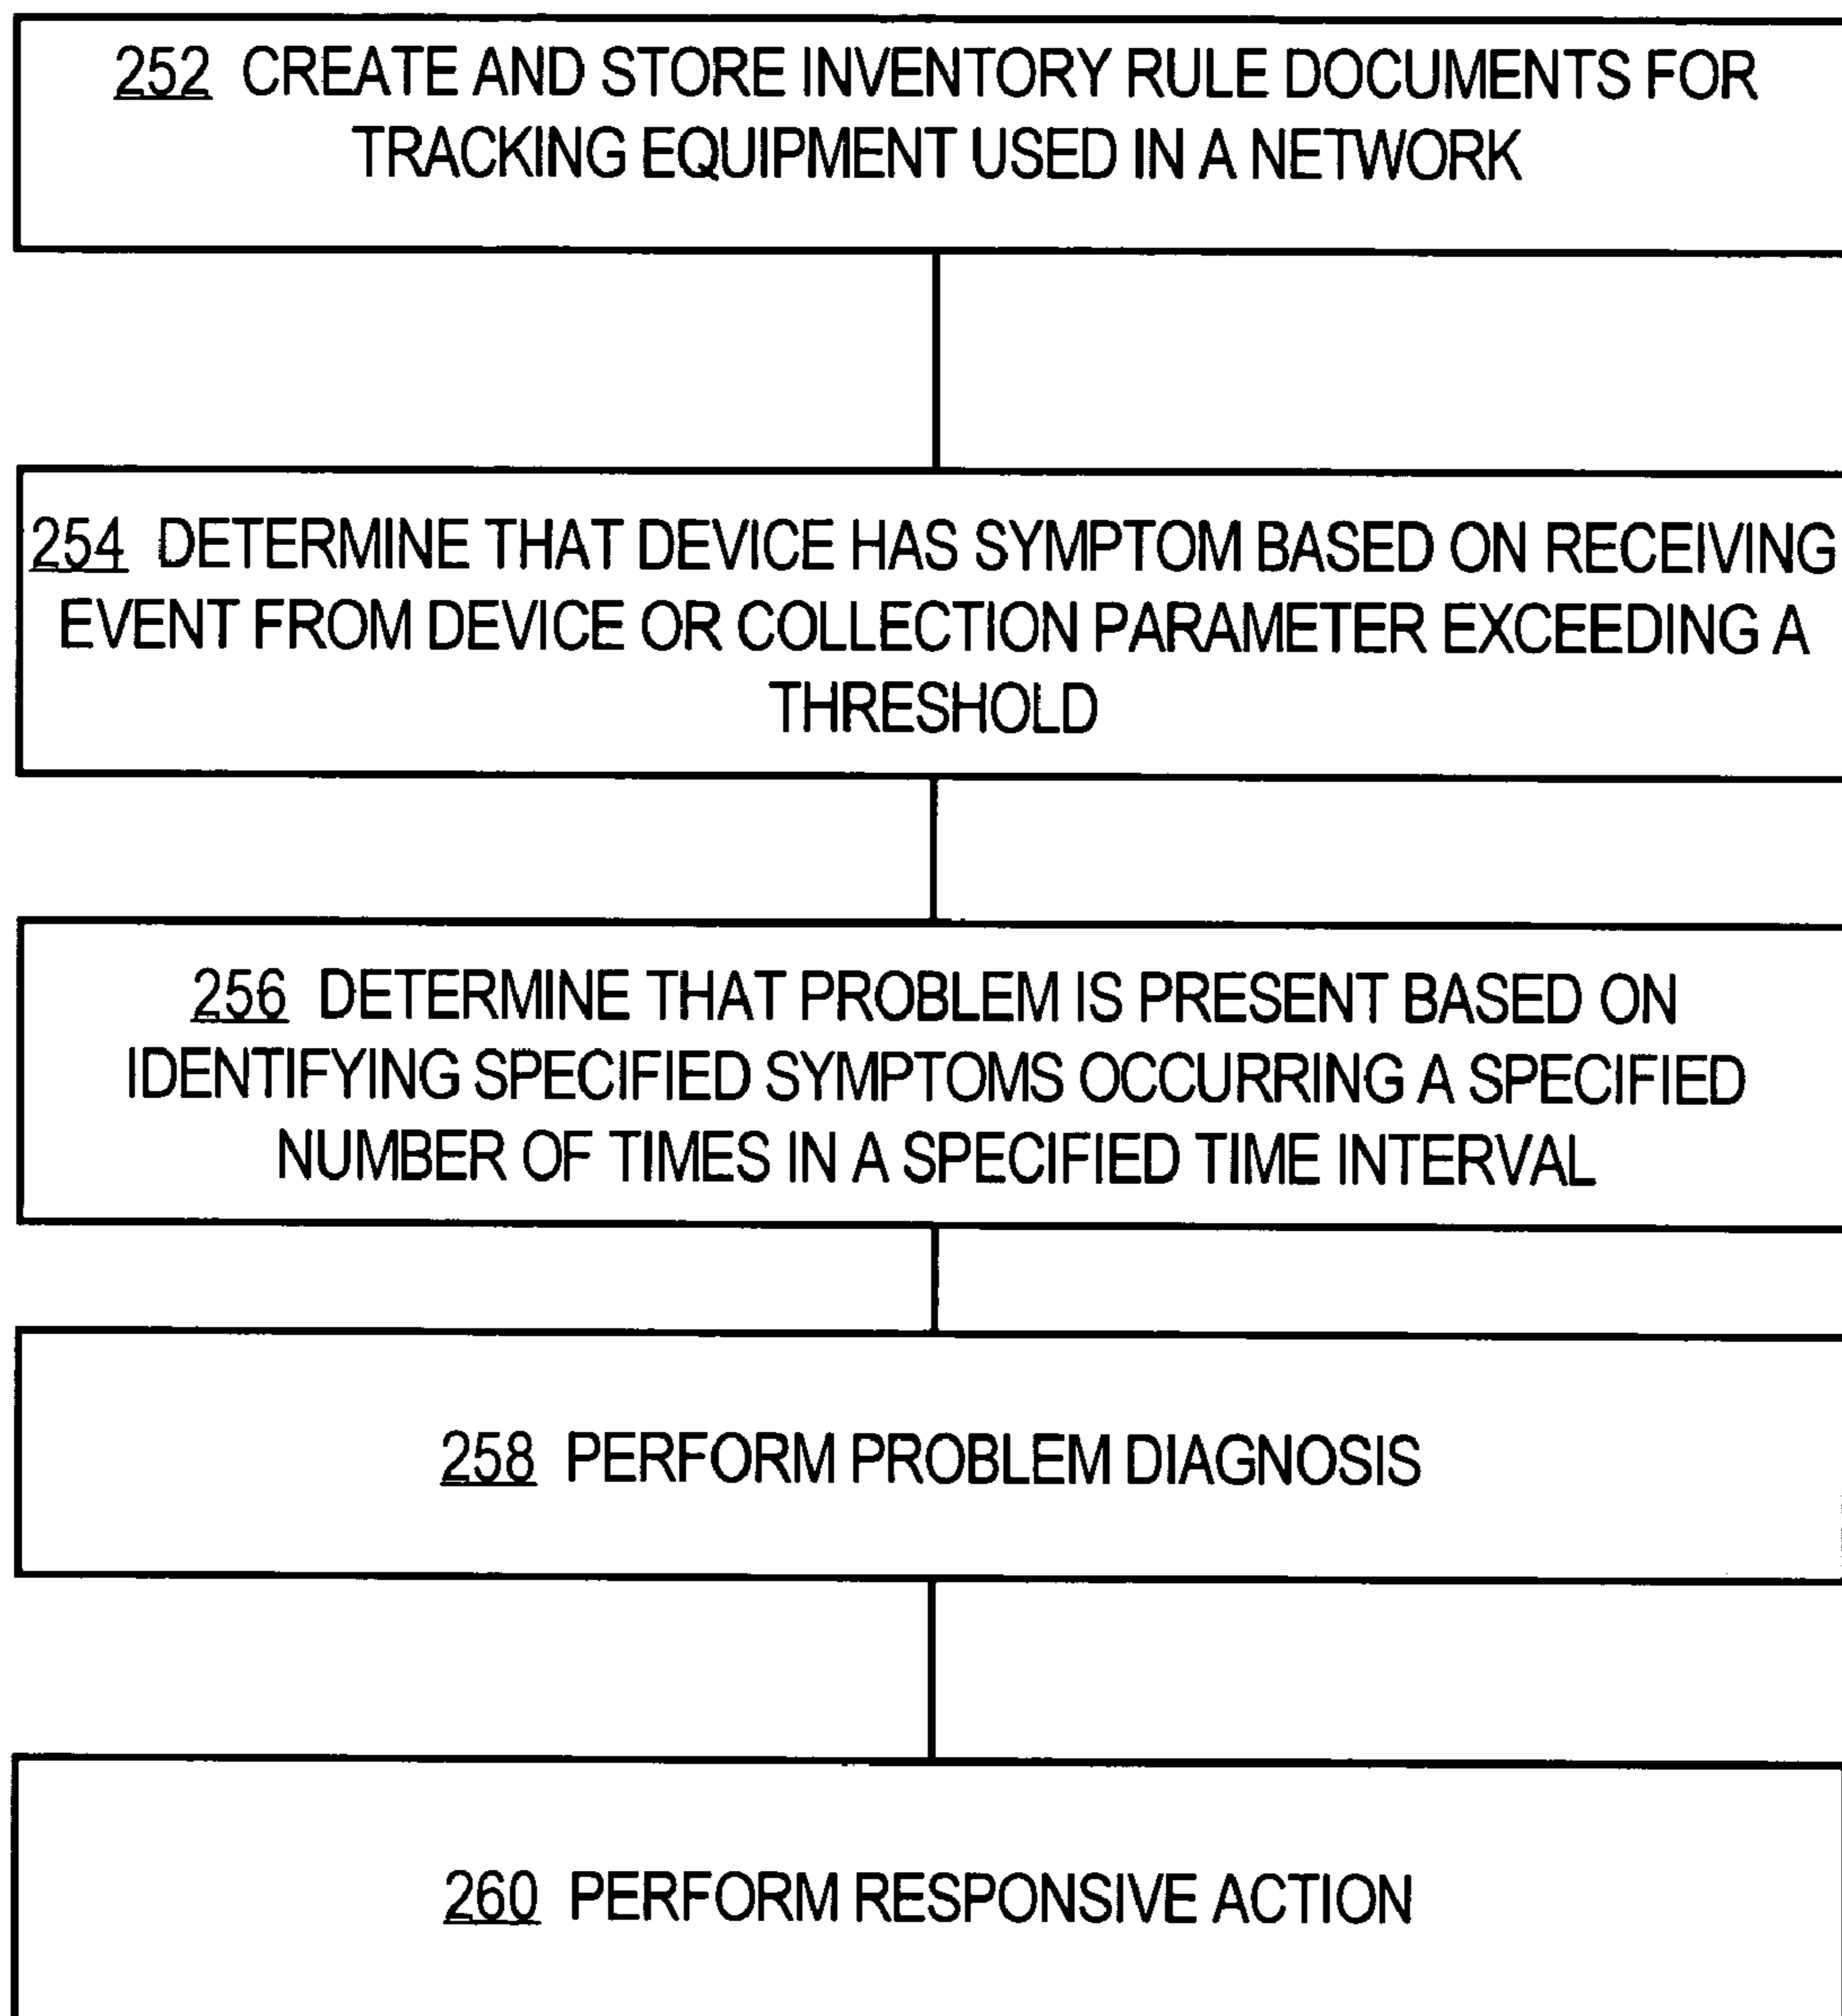 252 CREATE AND STORE INVENTORY RULE DOCUMENTS FOR
TRACKING EQUIPMENT USED IN A NETWORK
254 DETERMINE THAT DEVICE HAS SYMPTOM BASED ON RECEIVING
EVENT FROM DEVICE OR COLLECTION PARAMETER EXCEEDING A
THRESHOLD
256 DETERMINE THAT PROBLEM IS PRESENT BASED ON
IDENTIFYING SPECIFIED SYMPTOMS OCCURRING A SPECIFIED
NUMBER OF TIMES IN A SPECIFIED TIME INTERVAL
258 PERFORM PROBLEM DIAGNOSIS
260 PERFORM RESPONSIVE ACTION